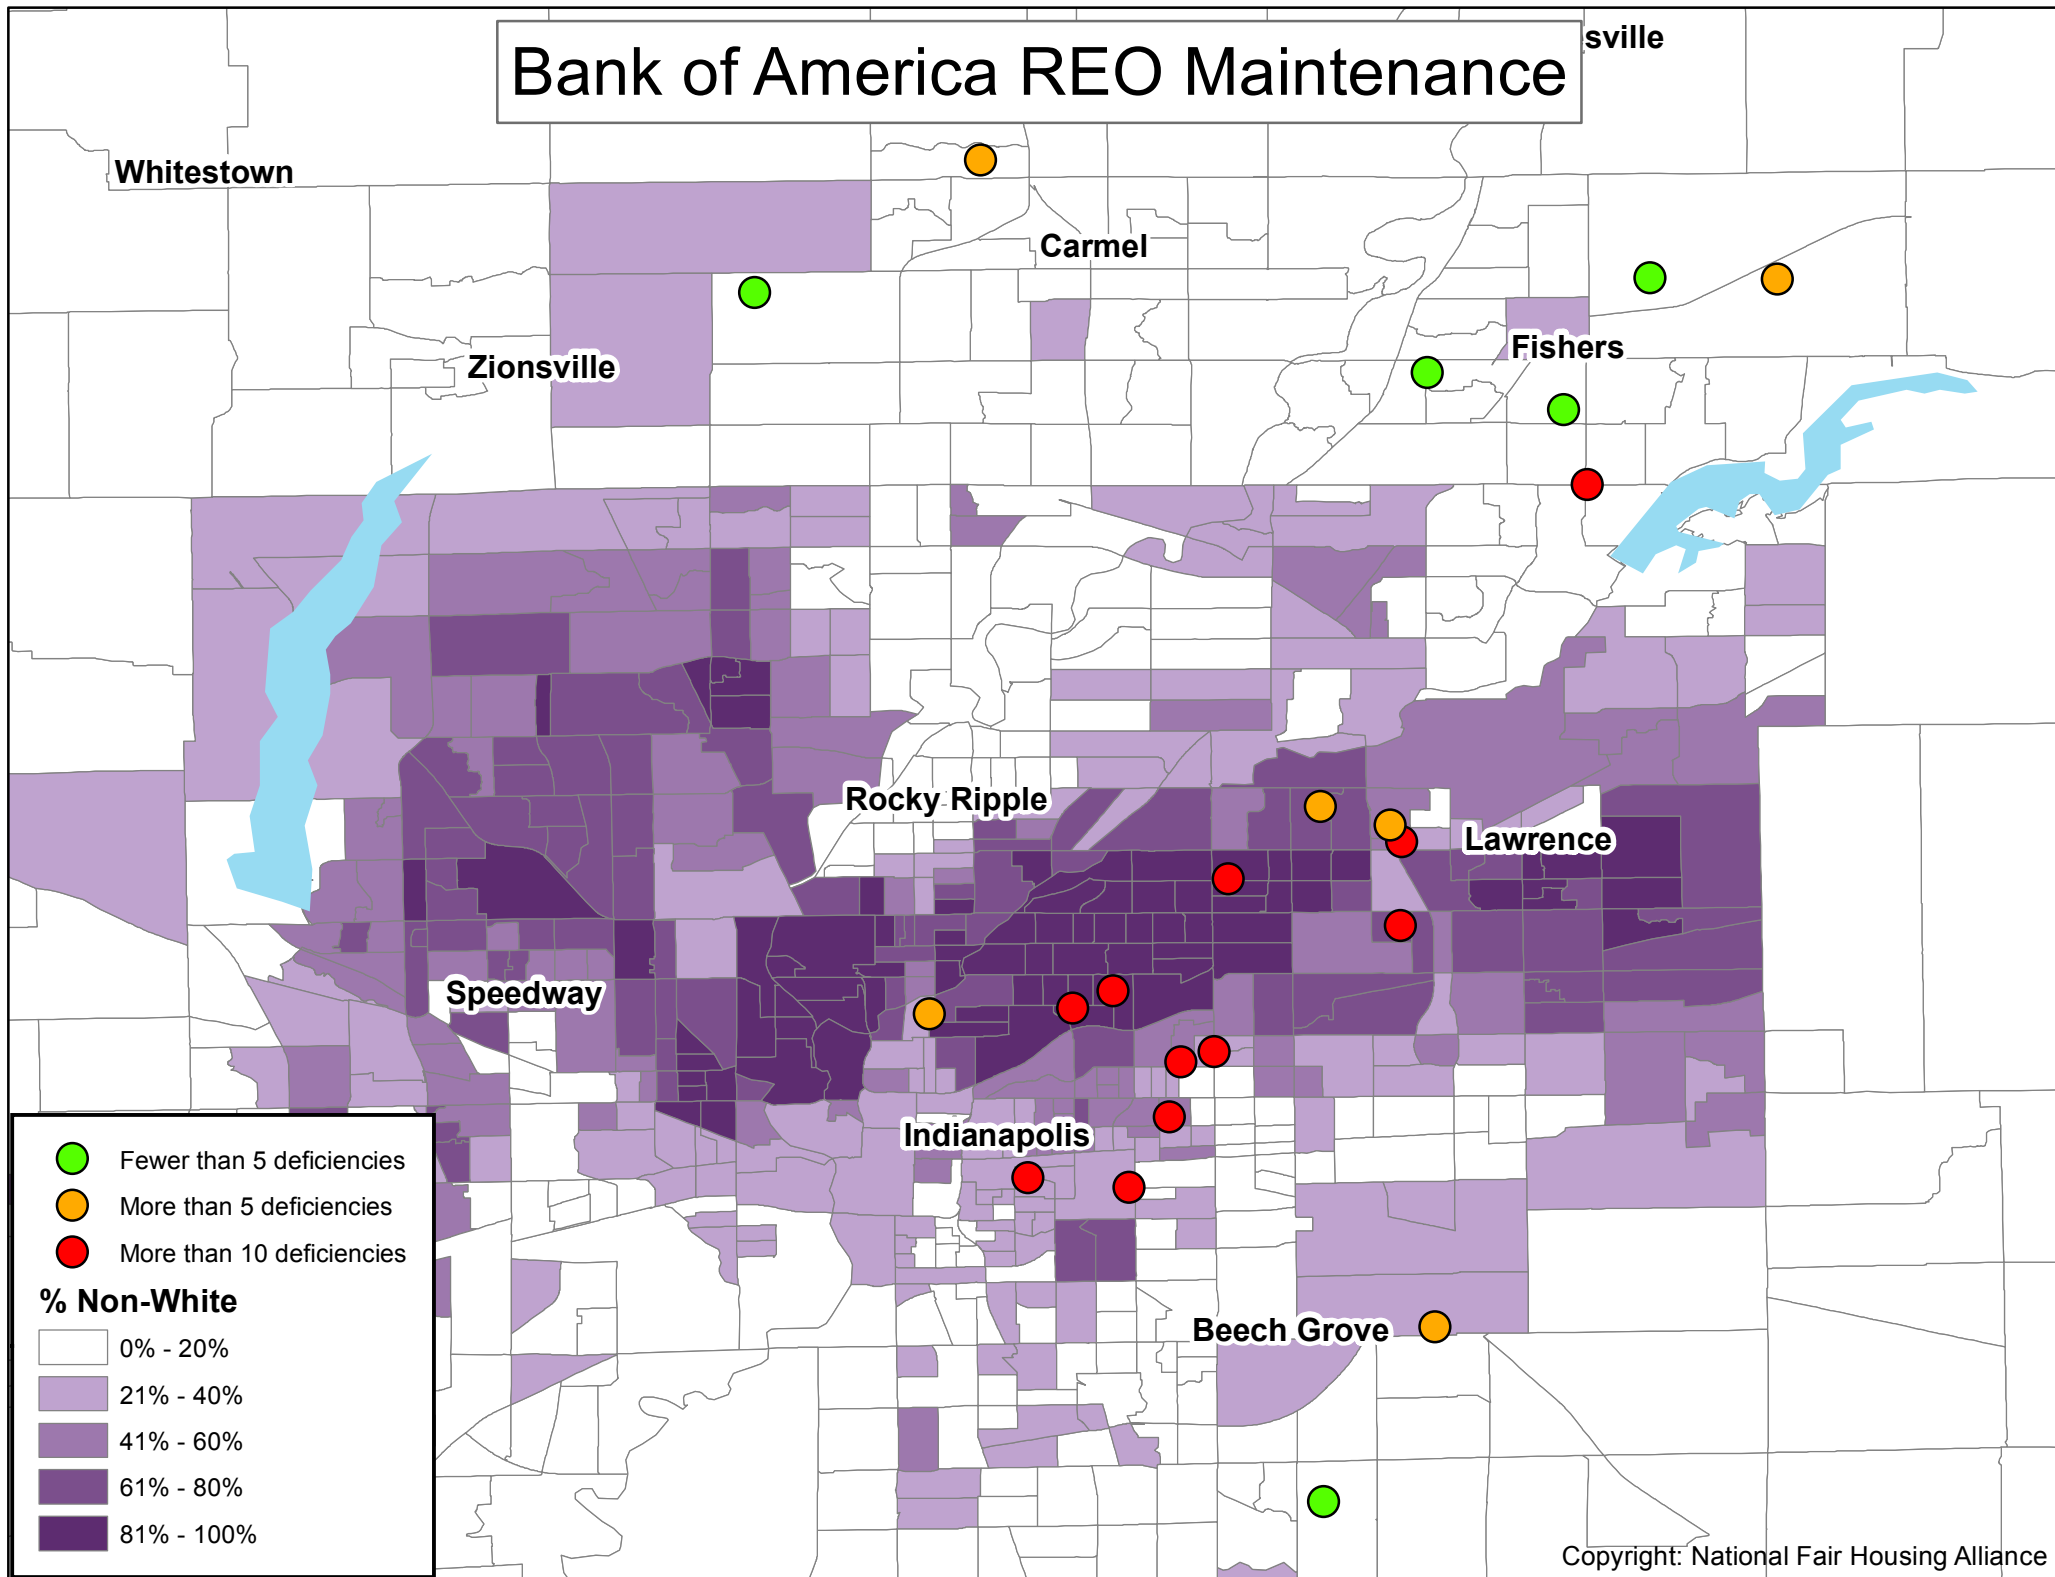 Bank of America REO Maintenance
sville
Whitestown
Carmel
Fishers
Zionsville
Rocky Ripple
Lawrence
Speedway
Indianapolis
Beech Grove
Fewer than 5 deficiencies
More than 5 deficiencies
More than 10 deficiencies
% Non-White
0% - 20%
21% - 40%
41% - 60%
61% - 80%
81% - 100%
Copyright: National Fair Housing Alliance